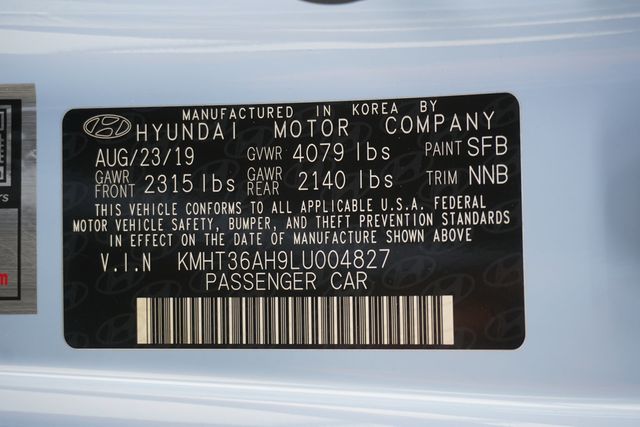 MANUFACTURED IN KOREA BY
HYUNDAI MOTOR COMPANY
AUG/23/19 GVWR 4079 lbs PAINT SFB
GAWR FRONT 2315 lbs GAWR REAR 2140 lbs TRIM NNB
THIS VEHICLE CONFORMS TO ALL APPLICABLE U.S.A. FEDERAL
MOTOR VEHICLE SAFETY, BUMPER, AND THEFT PREVENTION STANDARDS
IN EFFECT ON THE DATE OF MANUFACTURE SHOWN ABOVE
V.I.N KMHT36AH9LU004827
PASSENGER CAR